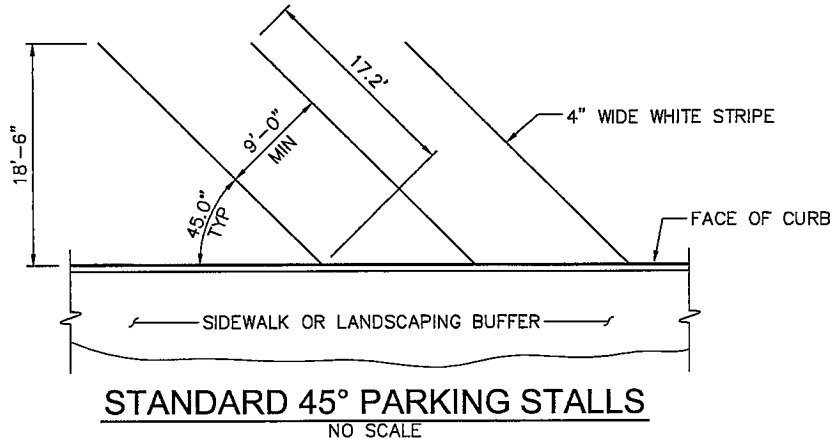 18'-6"
17.2'
9'-0"
MIN
45.0"
TYP
4" WIDE WHITE STRIPE
FACE OF CURB
SIDEWALK OR LANDSCAPING BUFFER
STANDARD 45° PARKING STALLS
NO SCALE